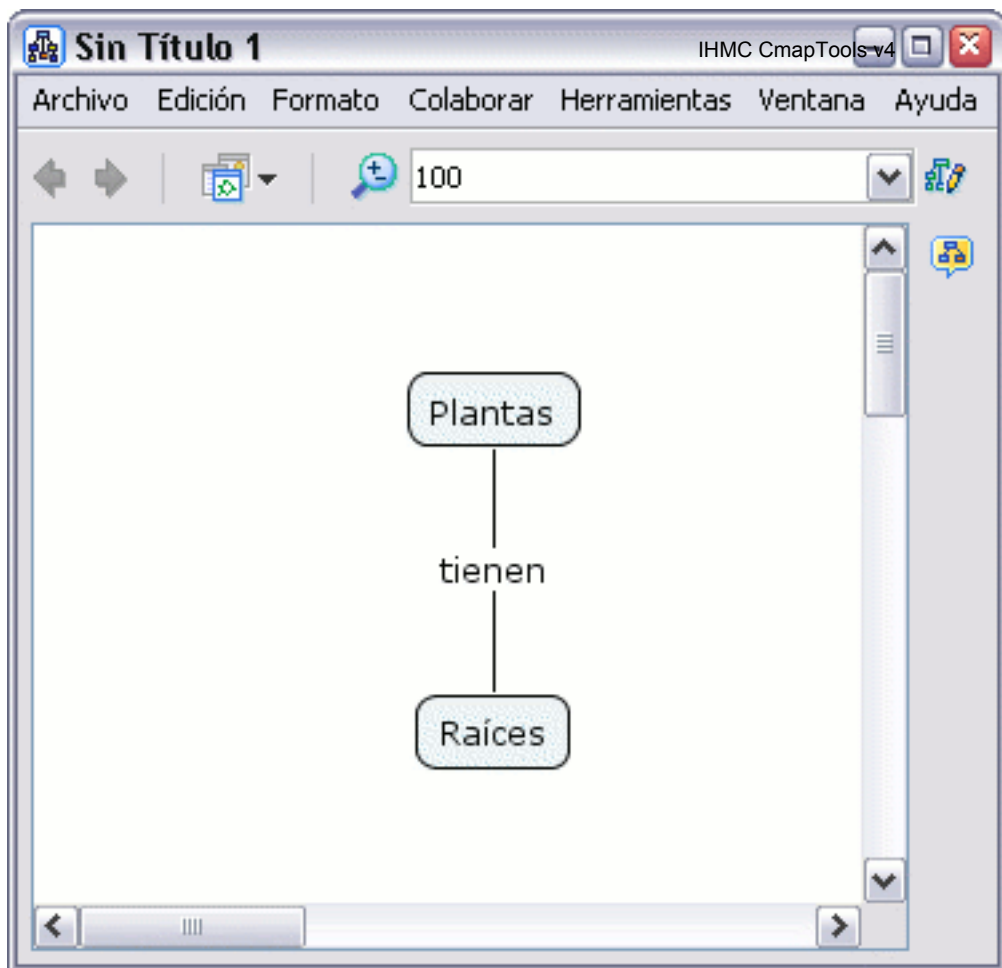 Sin Título 1 IHMC CmapTools v4
Archivo Edición Formato Colaborar Herramientas Ventana Ayuda
100
Plantas
tienen
Raíces